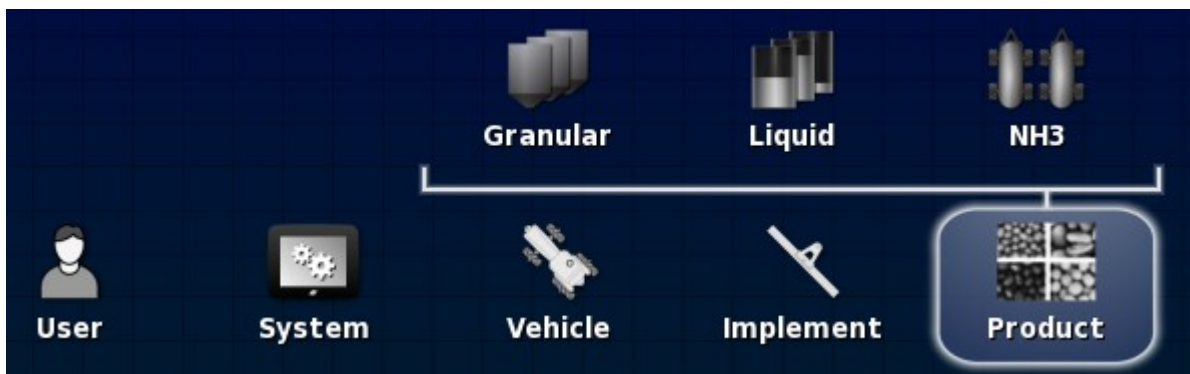 Granular
Liquid
NH3
User
System
Vehicle
Implement
Product